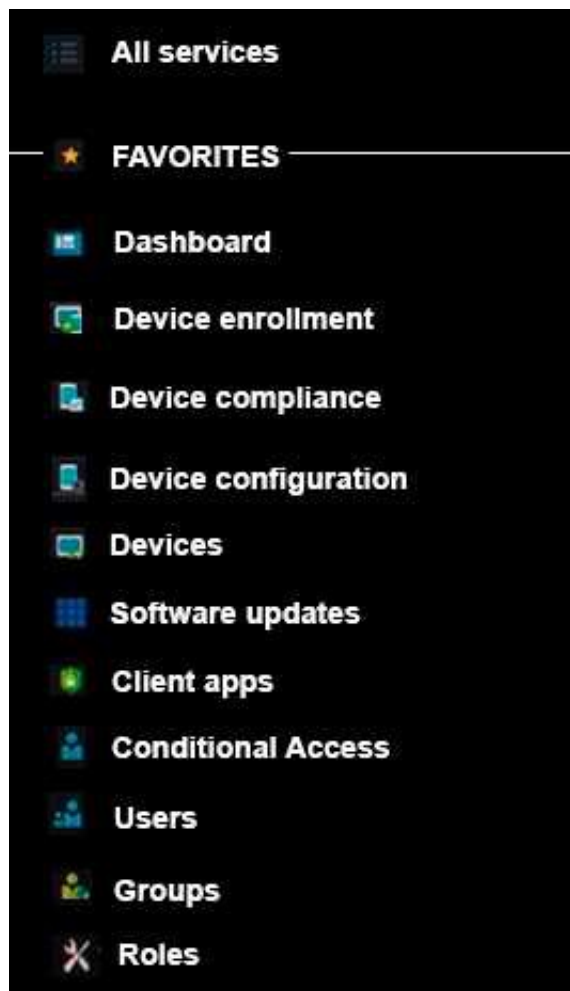 All services
FAVORITES
Dashboard
Device enrollment
Device compliance
Device configuration
Devices
Software updates
Client apps
Conditional Access
Users
Groups
Roles